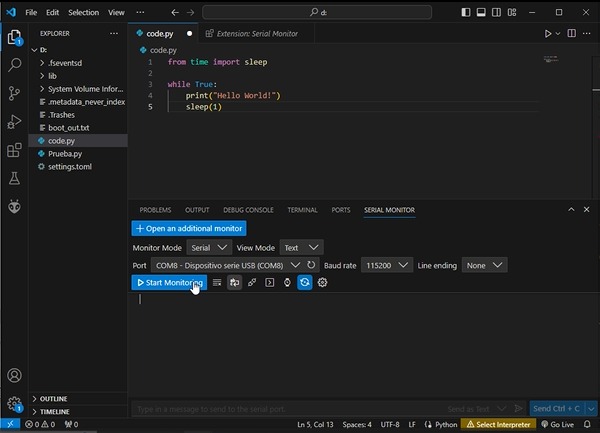 File Edit ... d:
EXPLORER ...
D:
.fseventsd
lib
System Volume Infor...
.metadata_never_index
.Trashes
boot_out.txt
code.py
Prueba.py
settings.toml
OUTLINE
TIMELINE
code.py Extension: Serial Monitor
code.py
1 from time import sleep
2
3 while True:
4 print("Hello World!")
5 sleep(1)
PROBLEMS OUTPUT DEBUG CONSOLE TERMINAL PORTS SERIAL MONITOR
+ Open an additional monitor
Monitor Mode Serial View Mode Text
Port COM8 - Dispositivo serie USB (COM8) Baud rate 115200 Line ending None
Start Monitoring
Type in a message to send to the serial port. Send as Text Send Ctrl + C
0 0 0 Ln 5, Col 13 Spaces: 4 UTF-8 LF Python Select Interpreter Go Live